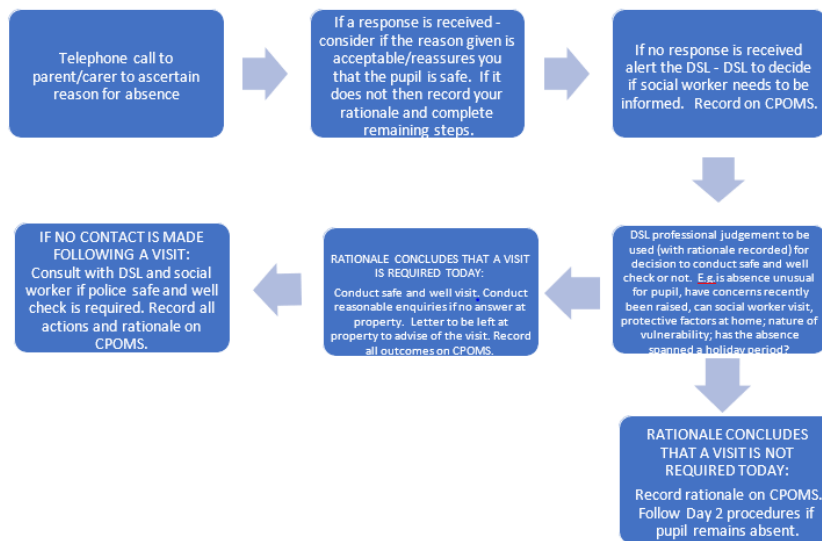 Telephone call to
parent/carer to ascertain
reason for absence
If a response is received -
consider if the reason given is
acceptable/reassures you
that the pupil is safe.  If it
does not then record your
rationale and complete
remaining steps.
If no response is received
alert the DSL - DSL to decide
if social worker needs to be
informed.   Record on CPOMS.
DSL professional judgement to be
used (with rationale recorded) for
decision to conduct safe and well
check or not.  E.g.is absence unusual
for pupil, have concerns recently
been raised, can social worker visit,
protective factors at home; nature of
vulnerability; has the absence
spanned a holiday period?
RATIONALE  CONCLUDES THAT A VISIT
IS REQUIRED TODAY:
Conduct safe and well visit. Conduct
reasonable enquiries if no answer at
property.  Letter to be left at
property to advise of the visit. Record
all outcomes on CPOMS.
IF NO CONTACT IS MADE
FOLLOWING A VISIT:
Consult with DSL and social
worker if police safe and well
check is required. Record all
actions and rationale on
CPOMS.
RATIONALE CONCLUDES
THAT A VISIT IS NOT
REQUIRED TODAY:
Record rationale on CPOMS.
Follow Day 2 procedures if
pupil remains absent.